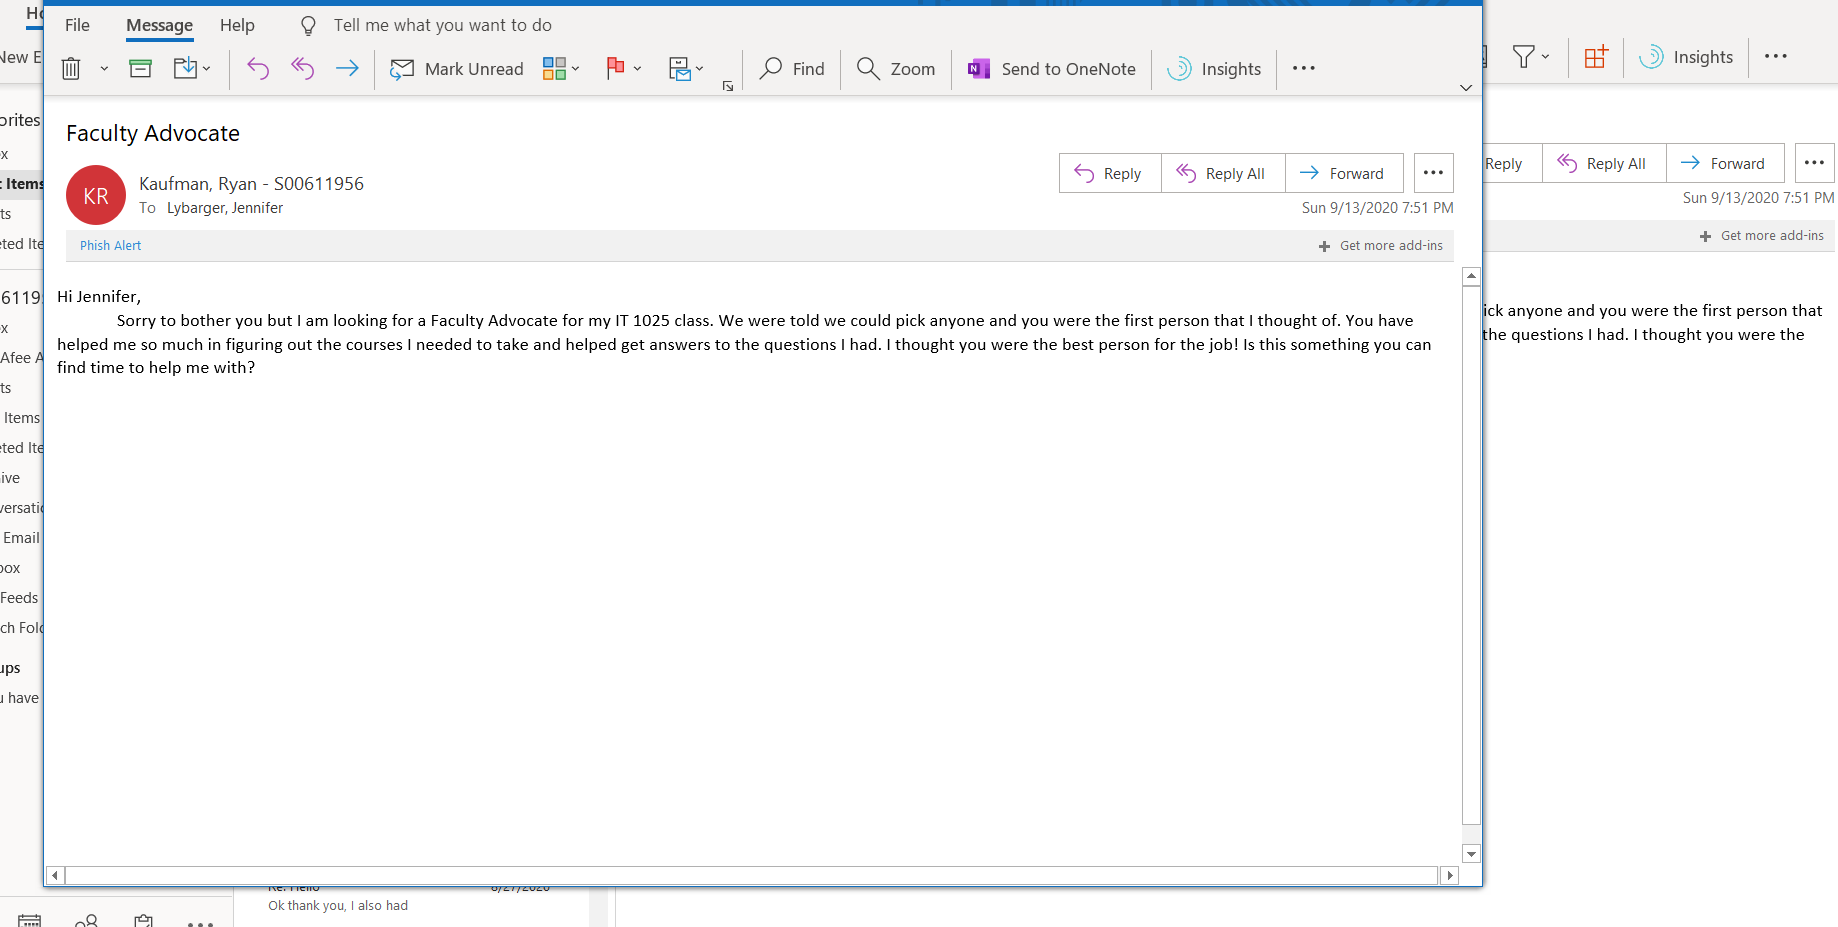 File Message Help Tell me what you want to do
Mark Unread Find Zoom Send to OneNote Insights
Insights
New E
Faculty Advocate
KR
Kaufman, Ryan - S00611956
To Lybarger, Jennifer
Reply Reply All Forward
Sun 9/13/2020 7:51 PM
Phish Alert
Get more add-ins
Hi Jennifer,
Sorry to bother you but I am looking for a Faculty Advocate for my IT 1025 class. We were told we could pick anyone and you were the first person that I thought of. You have
helped me so much in figuring out the courses I needed to take and helped get answers to the questions I had. I thought you were the best person for the job! Is this something you can
find time to help me with?
Reply Reply All Forward
Sun 9/13/2020 7:51 PM
Get more add-ins
ick anyone and you were the first person that
the questions I had. I thought you were the
orites
x
Items
ts
eted Ite
6119
x
Afee A
ts
Items
eted Ite
ive
versatio
Email
box
Feeds
ch Fold
ups
u have
Re: Hello 8/27/2020
Ok thank you, I also had